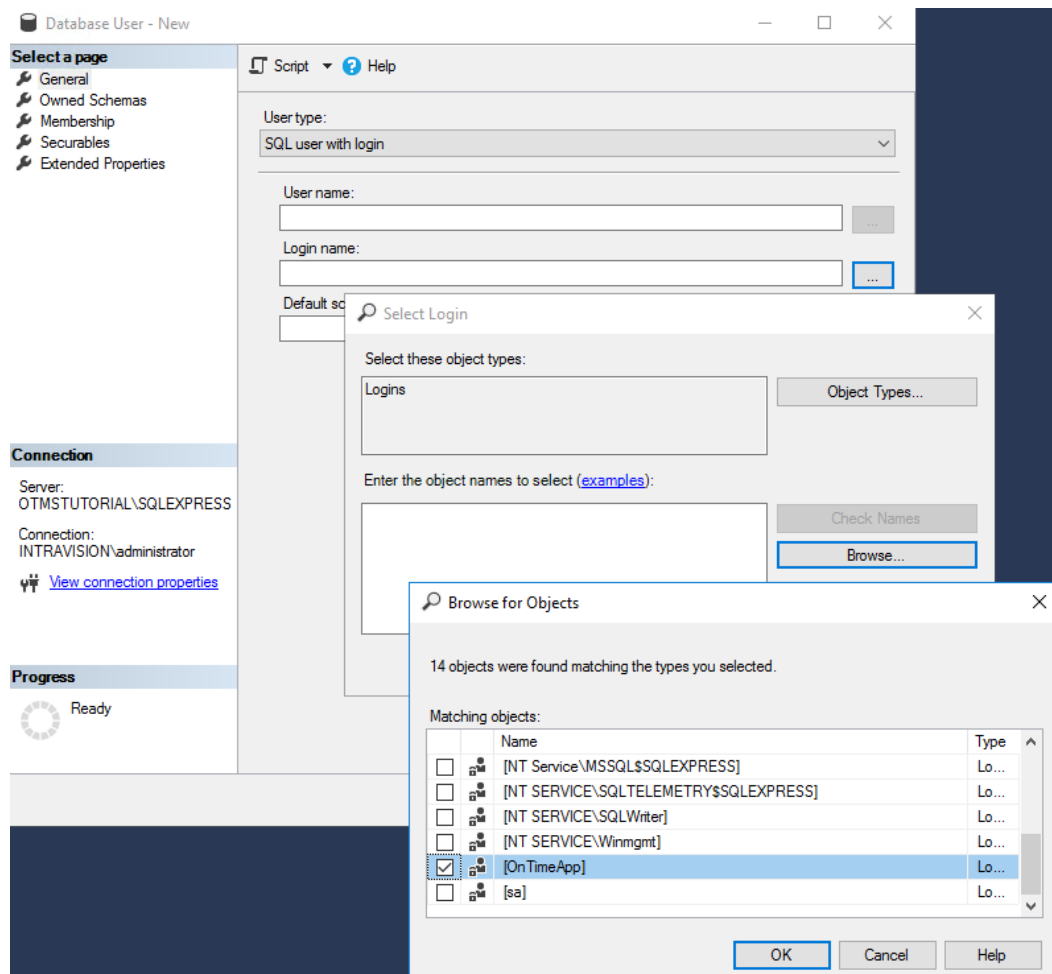 Database User - New
Select a page
General
Owned Schemas
Membership
Securables
Extended Properties
Script
Help
User type:
SQL user with login
User name:
...
Login name:
...
Default sc
Select Login
Select these object types:
Logins
Object Types...
Enter the object names to select (examples):
Check Names
Browse...
Connection
Server:
OTMSTUTORIAL\SQLEXPRESS
Connection:
INTRAVISION\administrator
View connection properties
Progress
Ready
Browse for Objects
14 objects were found matching the types you selected.
Matching objects:
Name Type
[NT Service\MSSQL$SQLEXPRESS] Lo...
[NT SERVICE\SQLTELEMETRY$SQLEXPRESS] Lo...
[NT SERVICE\SQLWriter] Lo...
[NT SERVICE\Winmgmt] Lo...
[OnTimeApp] Lo...
[sa] Lo...
OK Cancel Help